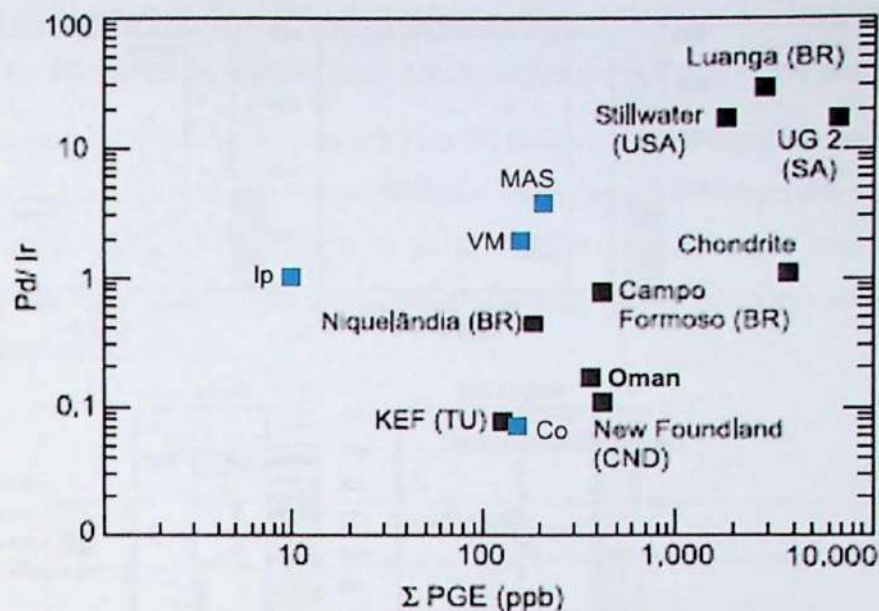 100
10
1
0.1
0
Pd/ Ir
Luanga (BR)
Stillwater
(USA)
UG 2
(SA)
MAS
VM
Chondrite
Ip
Campo
Formoso (BR)
Niquelândia (BR)
Oman
KEF (TU)
Co
New Foundland
(CND)
10
100
1,000
10.000
Σ PGE (ppb)